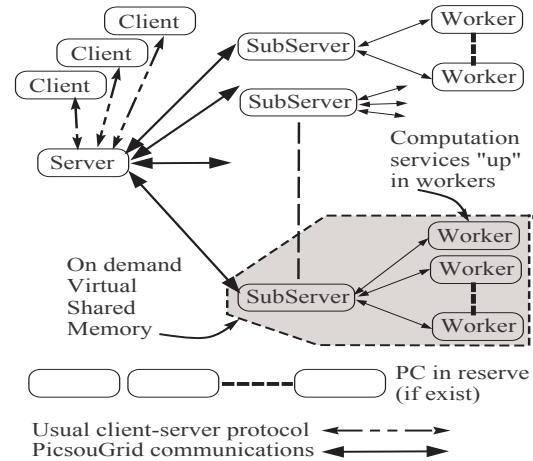 Client
Client
Client
Server
SubServer
SubServer
Worker
Worker
Computation
services "up"
in workers
On demand
Virtual
Shared
Memory
SubServer
Worker
Worker
Worker
PC in reserve
(if exist)
Usual client-server protocol
PicsouGrid communications